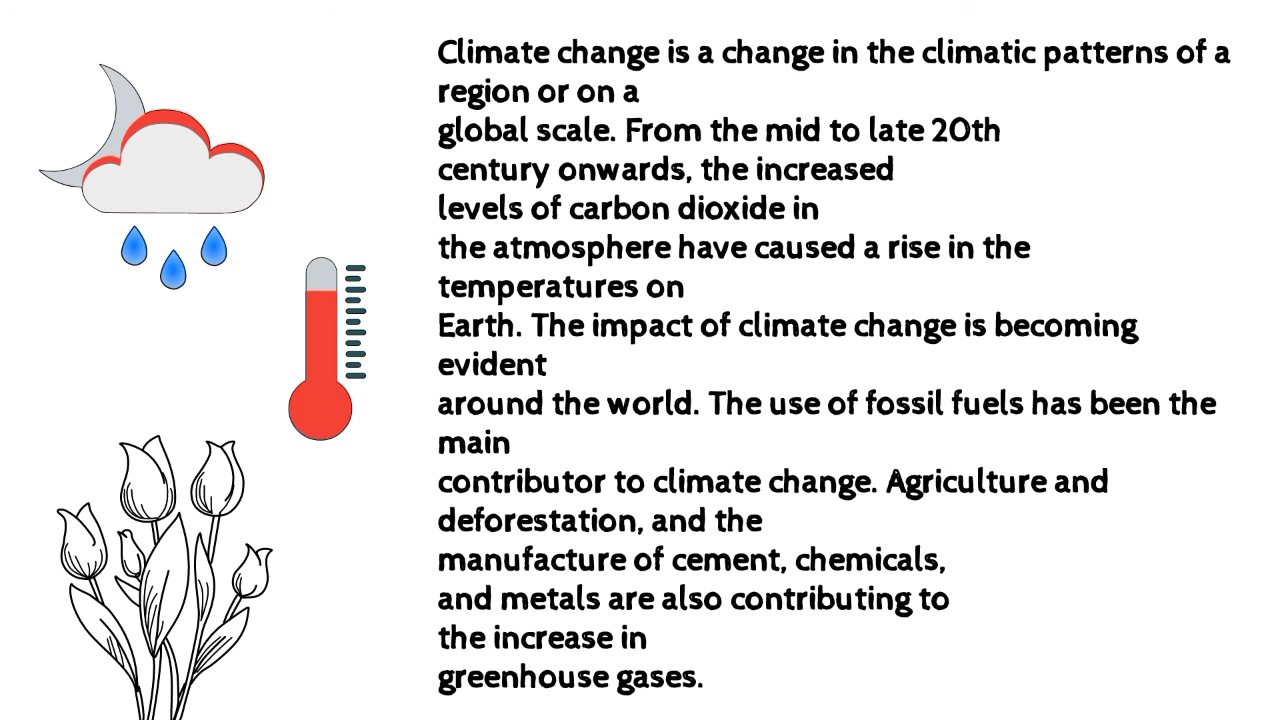 Climate change is a change in the climatic patterns of a
region or on a
global scale. From the mid to late 20th
century onwards, the increased
levels of carbon dioxide in
the atmosphere have caused a rise in the
temperatures on
Earth. The impact of climate change is becoming
evident
around the world. The use of fossil fuels has been the
main
contributor to climate change. Agriculture and
deforestation, and the
manufacture of cement, chemicals,
and metals are also contributing to
the increase in
greenhouse gases.